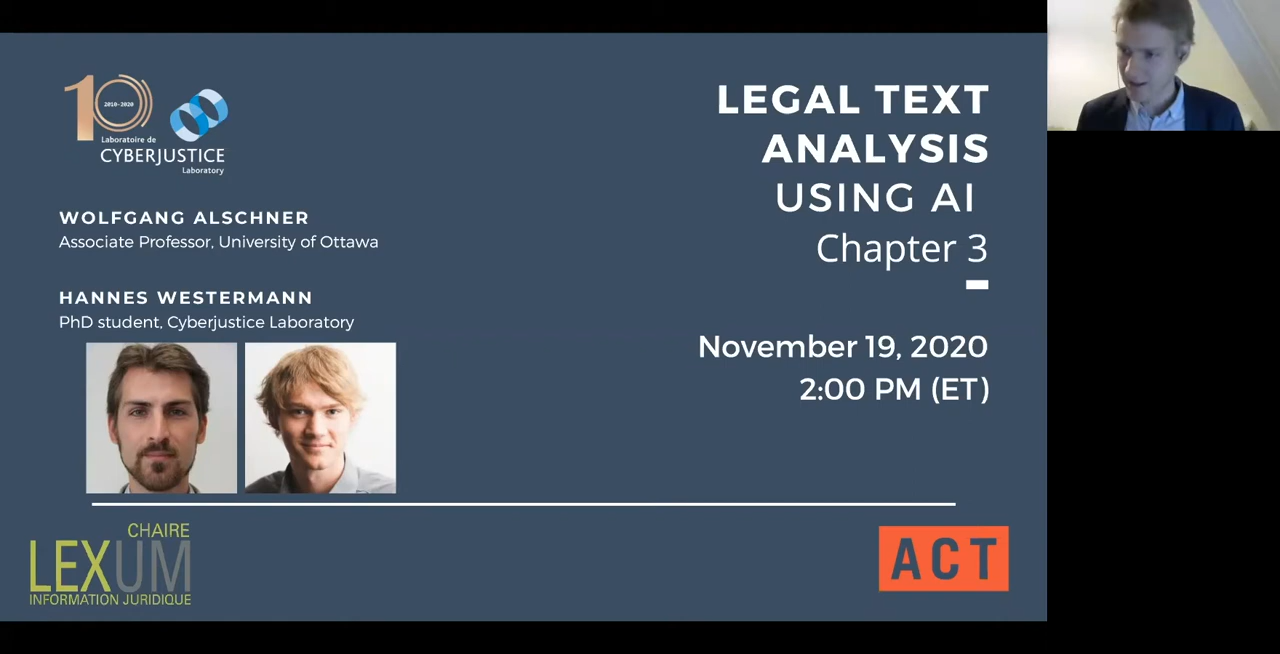 10
2010-2020
Laboratoire de
CYBERJUSTICE
Laboratory
WOLFGANG ALSCHNER
Associate Professor, University of Ottawa
HANNES WESTERMANN
PhD student, Cyberjustice Laboratory
LEGAL TEXT
ANALYSIS
USING AI
Chapter 3
November 19, 2020
2:00 PM (ET)
CHAIRE
LEXUM
INFORMATION JURIDIQUE
ACT